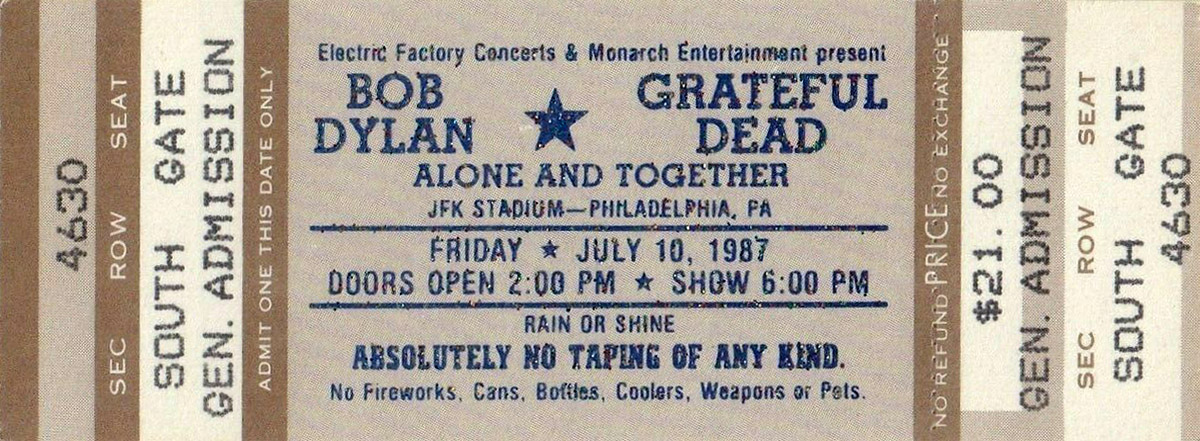 4630
SEC ROW SEAT
SOUTH GATE
GEN. ADMISSION
ADMIT ONE THIS DATE ONLY
Electric Factory Concerts & Monarch Entertainment present
BOB DYLAN ★ GRATEFUL DEAD
ALONE AND TOGETHER
JFK STADIUM—PHILADELPHIA, PA
FRIDAY ★ JULY 10, 1987
DOORS OPEN 2:00 PM ★ SHOW 6:00 PM
RAIN OR SHINE
ABSOLUTELY NO TAPING OF ANY KIND.
No Fireworks, Cans, Bottles, Coolers, Weapons or Pets.
NO REFUND PRICE NO EXCHANGE
$21.00
GEN. ADMISSION
SEC ROW SEAT
SOUTH GATE
4630